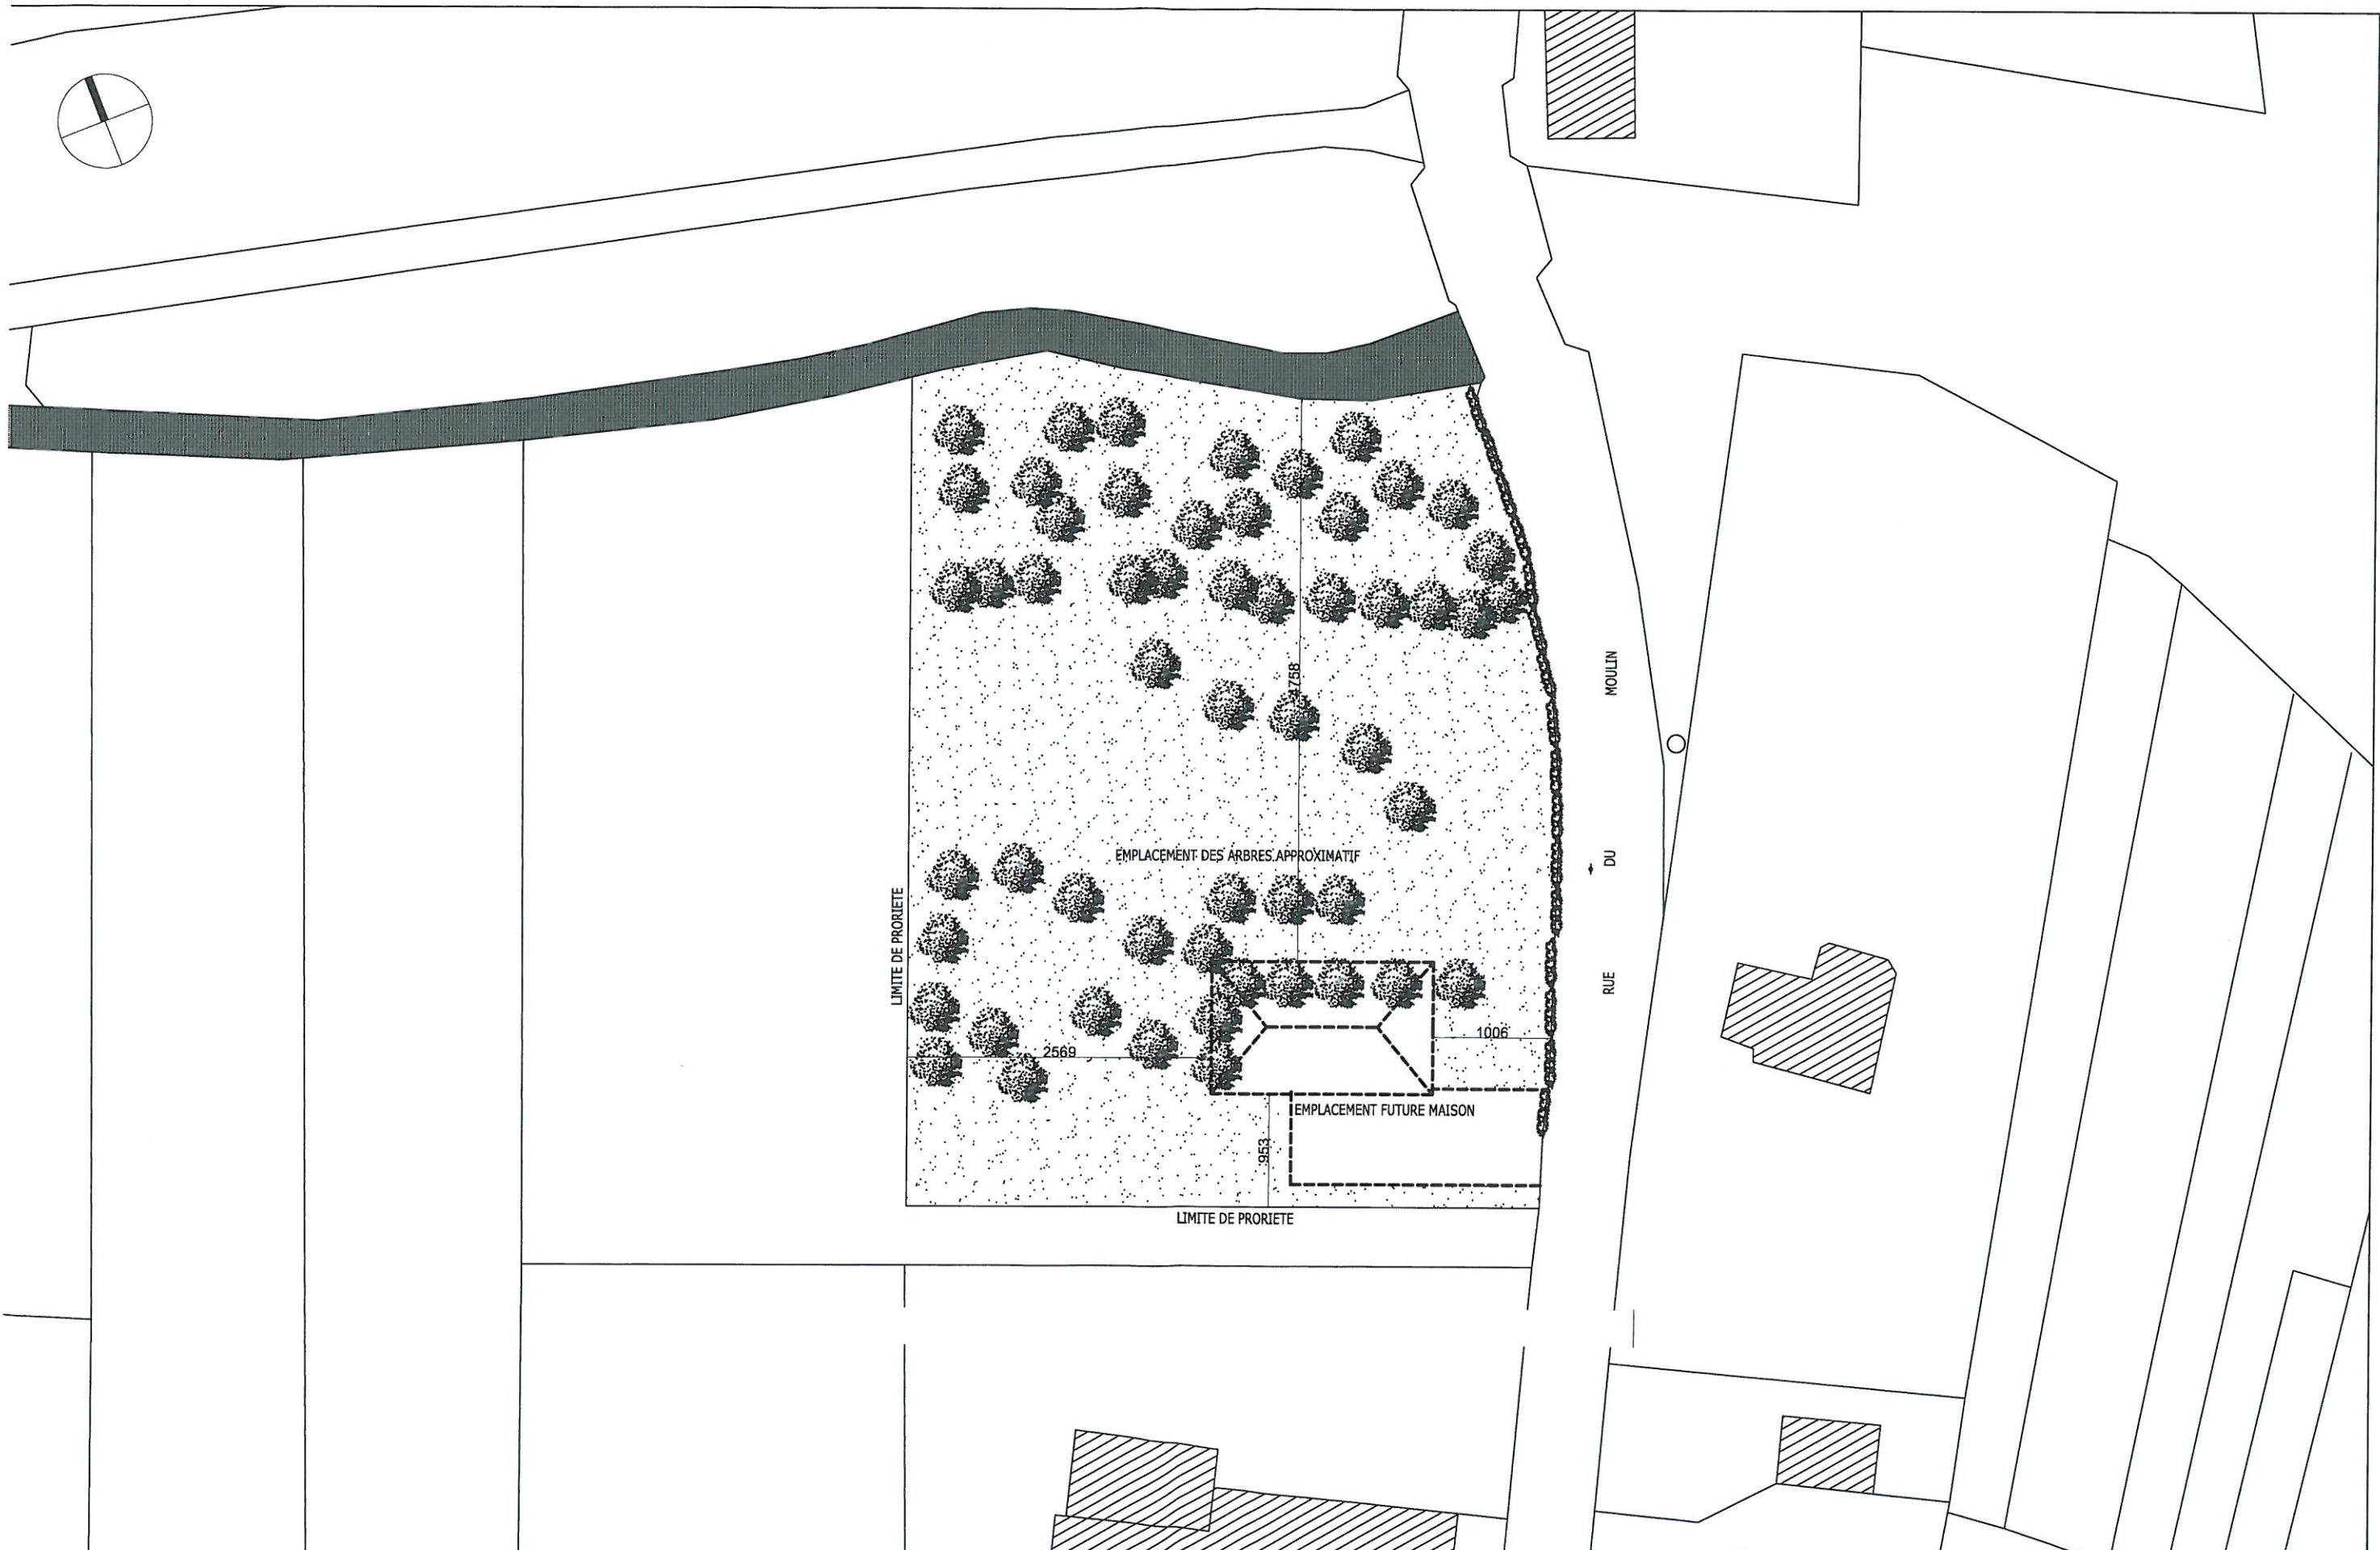 4758
MOULIN
EMPLACEMENT DES ARBRES APPROXIMATIF
DU
LIMITE DE PRORIETE
RUE
1006
2569
EMPLACEMENT FUTURE MAISON
953
LIMITE DE PRORIETE